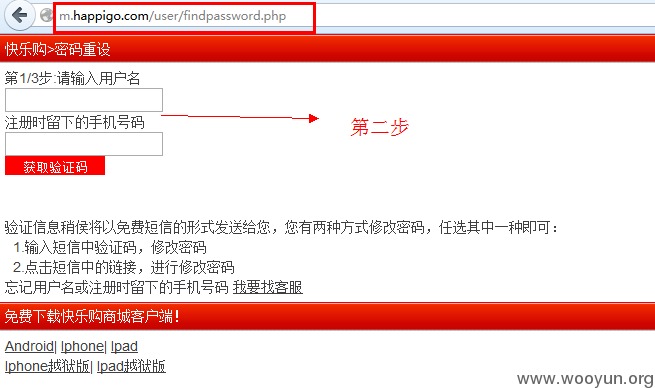 m.happigo.com/user/findpassword.php
快乐购>密码重设
第1/3步:请输入用户名
注册时留下的手机号码
第二步
获取验证码
验证信息稍侯将以免费短信的形式发送给您，您有两种方式修改密码，任选其中一种即可：
1.输入短信中验证码，修改密码
2.点击短信中的链接，进行修改密码
忘记用户名或注册时留下的手机号码 我要找客服
免费下载快乐购商城客户端！
Android| Iphone| Ipad
Iphone越狱版| Ipad越狱版
www.wooyun.org